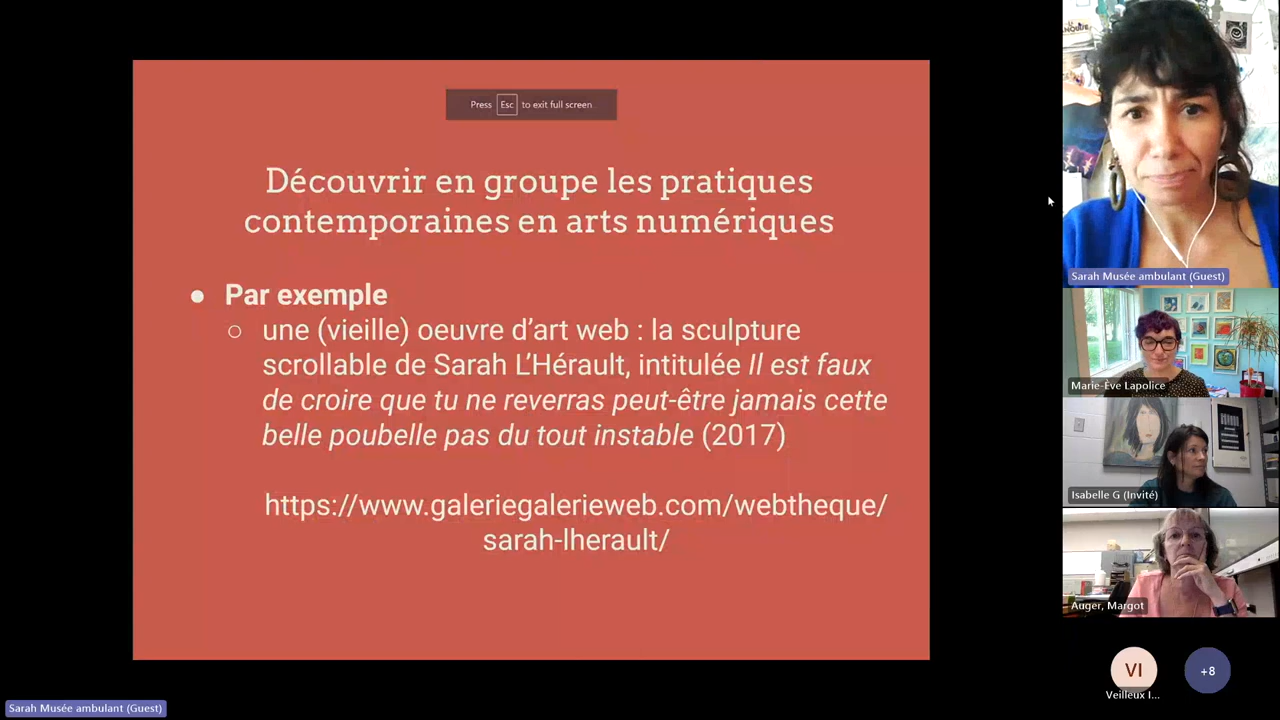 Press Esc to exit full screen
Découvrir en groupe les pratiques
contemporaines en arts numériques
● Par exemple
○ une (vieille) oeuvre d’art web : la sculpture
scrollable de Sarah L’Hérault, intitulée Il est faux
de croire que tu ne reverras peut-être jamais cette
belle poubelle pas du tout instable (2017)
https://www.galeriegalerieweb.com/webtheque/
sarah-lherault/
Sarah Musée ambulant (Guest)
Marie-Ève Lapolice
Isabelle G (Invité)
Auger, Margot
VI
Veilleux I...
+8
Sarah Musée ambulant (Guest)